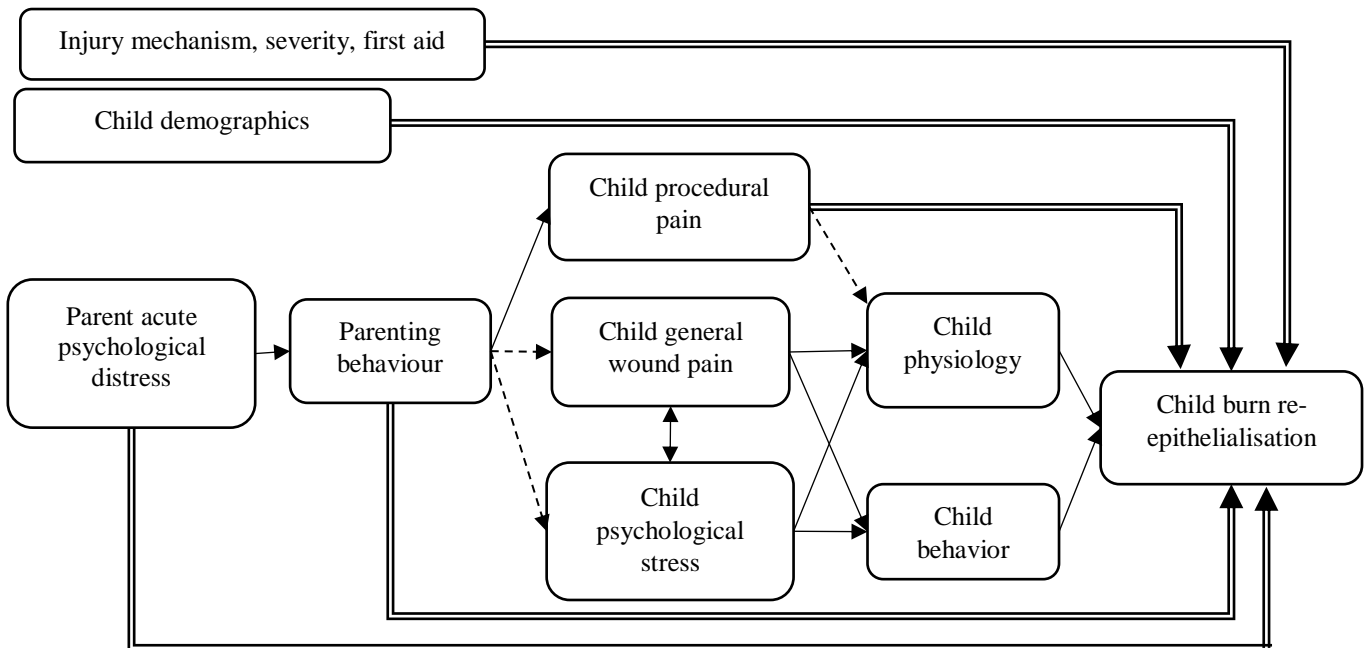 Injury mechanism, severity, first aid
Child demographics
Child procedural
pain
Parent acute
psychological
distress
Parenting
behaviour
Child general
wound pain
Child
psychological
stress
Child
physiology
Child
behavior
Child burn re-
epithelialisation